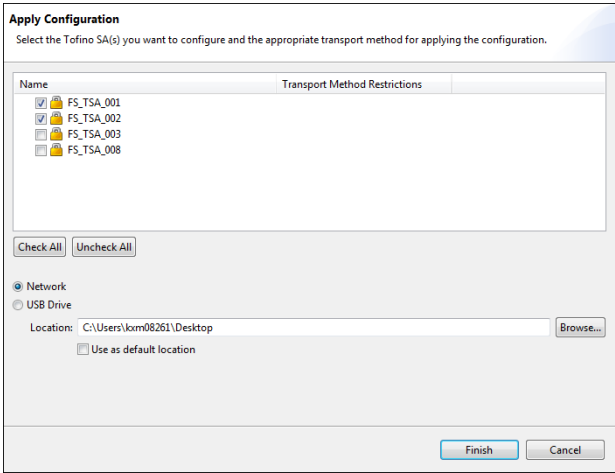 Apply Configuration
Select the Tofino SA(s) you want to configure and the appropriate transport method for applying the configuration.
Name Transport Method Restrictions
FS_TSA_001
FS_TSA_002
FS_TSA_003
FS_TSA_008
Check All Uncheck All
Network
USB Drive
Location: C:\Users\kxm08261\Desktop Browse...
Use as default location
Finish Cancel